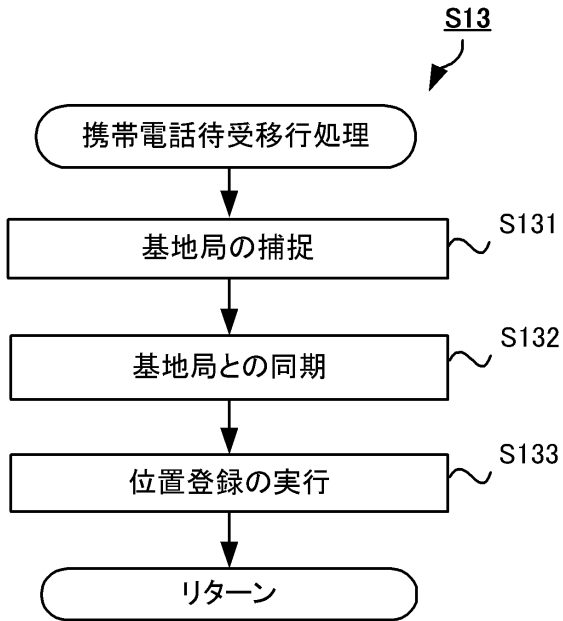 S13
携帯電話待受移行処理
基地局の捕捉
S131
基地局との同期
S132
位置登録の実行
S133
リターン